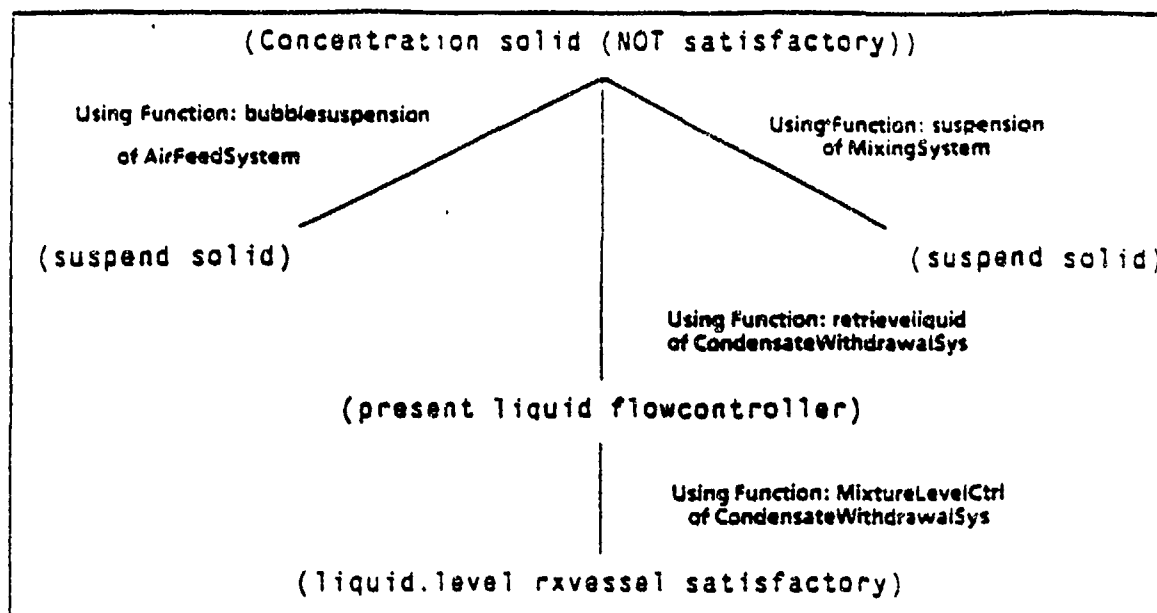 (Concentration solid (NOT satisfactory))
Using Function: bubblesuspension
of AirFeedSystem
Using Function: suspension
of MixingSystem
(suspend solid)
(suspend solid)
Using Function: retrieveliquid
of CondensateWithdrawalSys
(present liquid flowcontroller)
Using Function: MixtureLevelCtrl
of CondensateWithdrawalSys
(liquid.level rxvessel satisfactory)